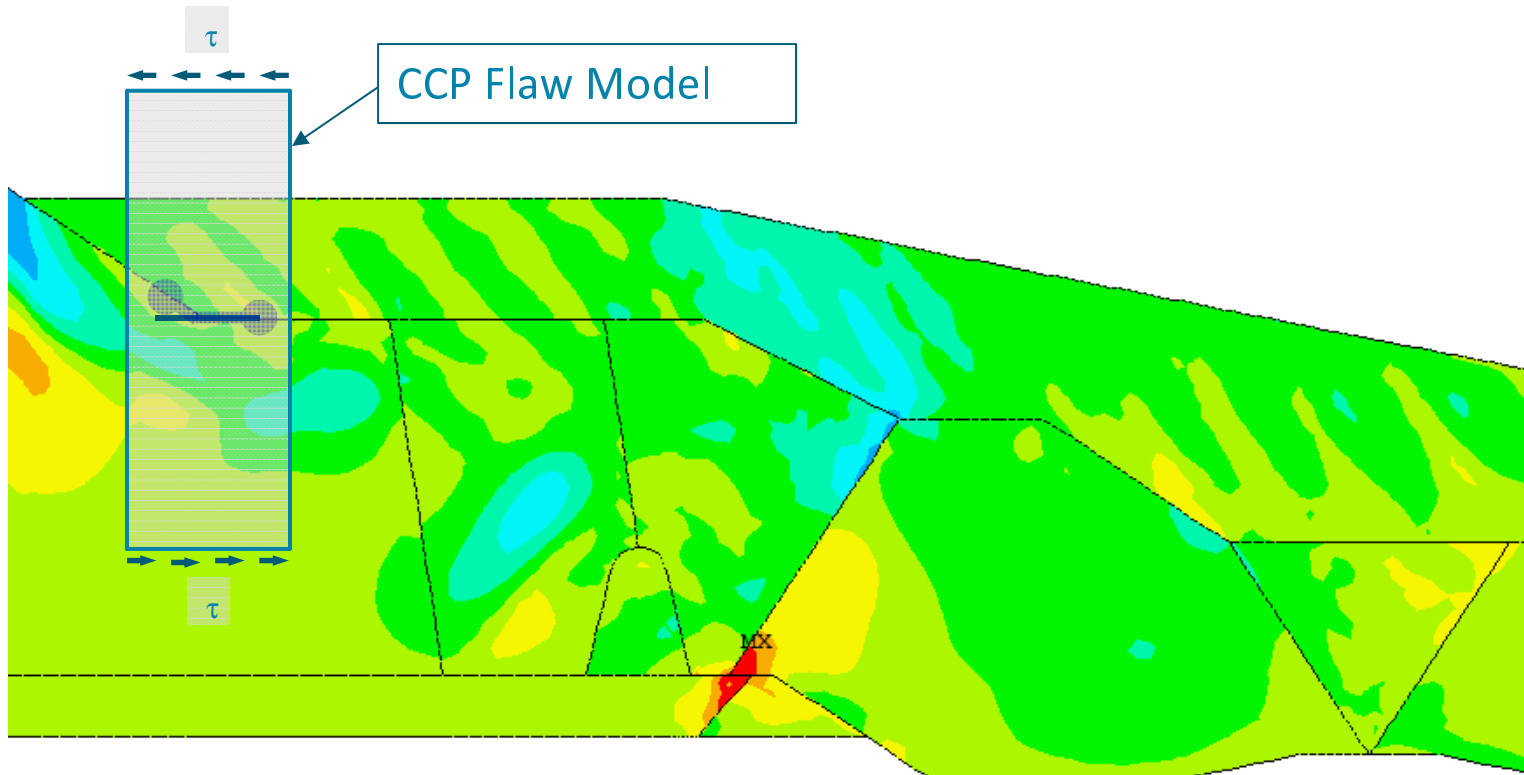 τ
CCP Flaw Model
τ
MX